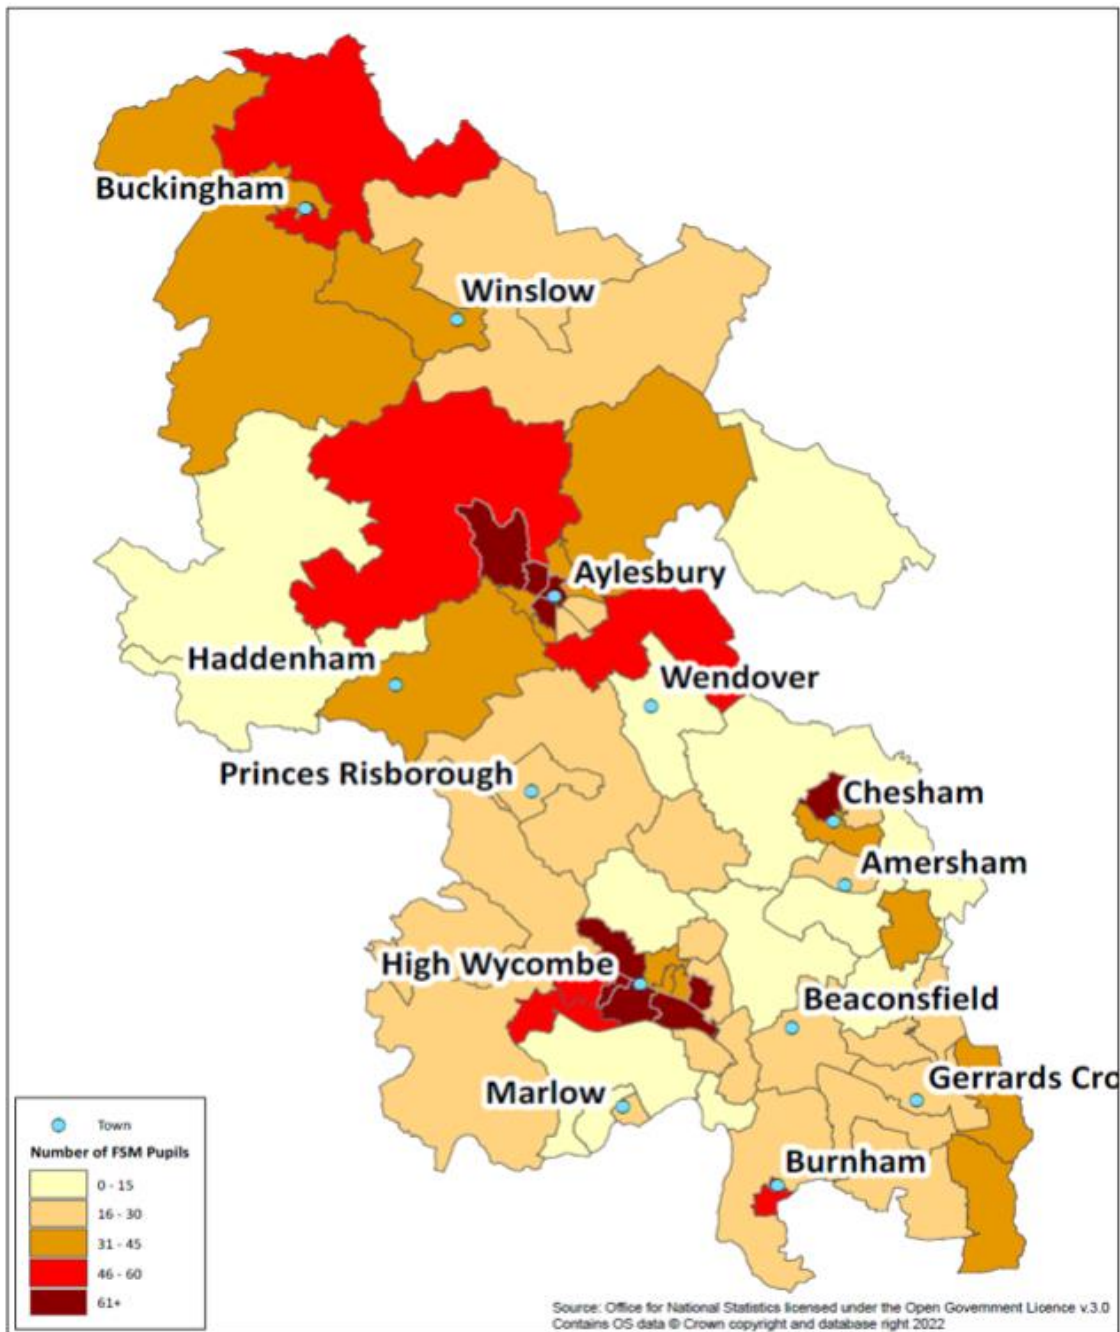 Buckingham
Winslow
Aylesbury
Haddenham
Wendover
Princes Risborough
Chesham
Amersham
High Wycombe
Beaconsfield
Gerrards Cro
Marlow
Burnham
Town
Number of FSM Pupils
0 - 15
16 - 30
31 - 45
46 - 60
61+
Source: Office for National Statistics licensed under the Open Government Licence v.3.0
Contains OS data © Crown copyright and database right 2022